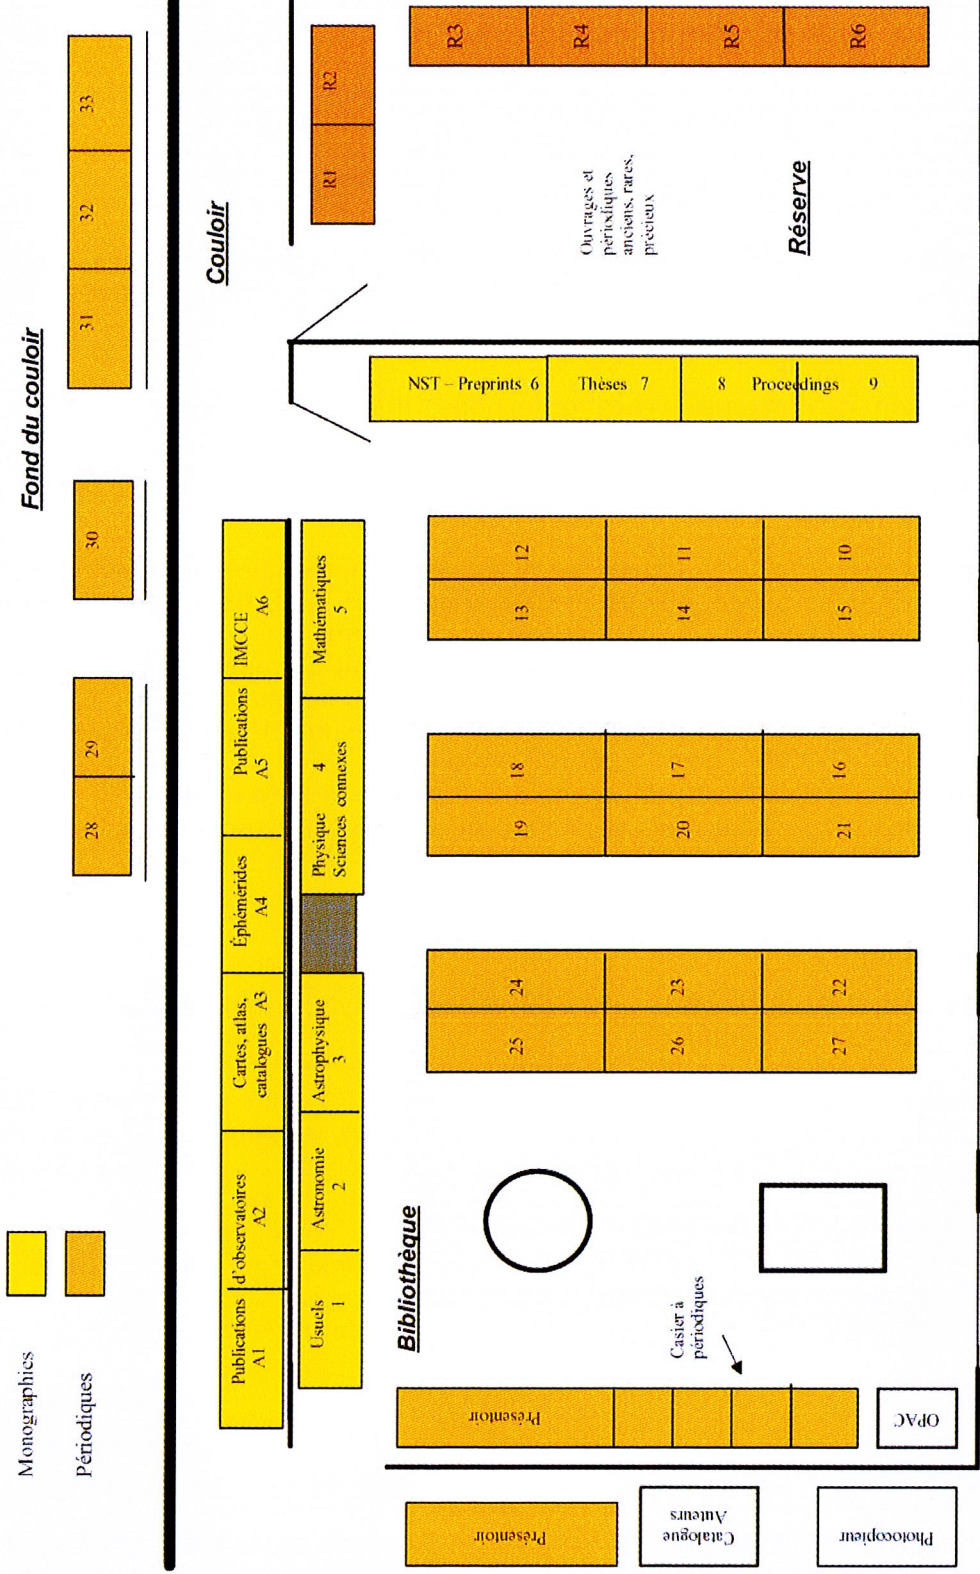 Monographies
Périodiques
Fond du couloir
28
29
30
31
32
33
Couloir
Publications
A1
d'observatoires
A2
Cartes, atlas,
catalogues A3
Éphémérides
A4
Publications
A5
IMCCE
A6
Usuels
1
Astronomie
2
Astrophysique
3
Physique 4
Sciences connexes
Mathématiques
5
R1
R2
R3
R4
R5
R6
Ouvrages et
périodiques
anciens, rares,
précieux
Réserve
NST – Preprints 6
Thèses 7
8 Proceedings 9
Bibliothèque
25
24
26
23
27
22
19
18
20
17
21
16
13
12
14
11
15
10
Casier à
périodiques
Présentoir
OPAC
Présentoir
Catalogue
Auteurs
Photocopieur